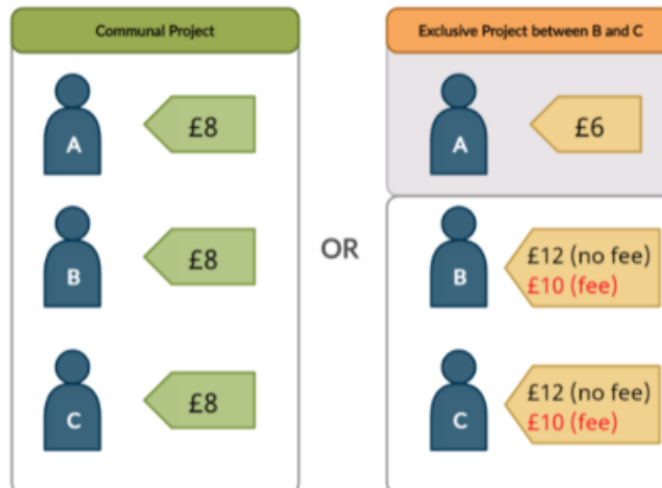 Communal Project
A
£8
B
£8
C
£8
OR
Exclusive Project between B and C
A
£6
B
£12 (no fee)
£10 (fee)
C
£12 (no fee)
£10 (fee)